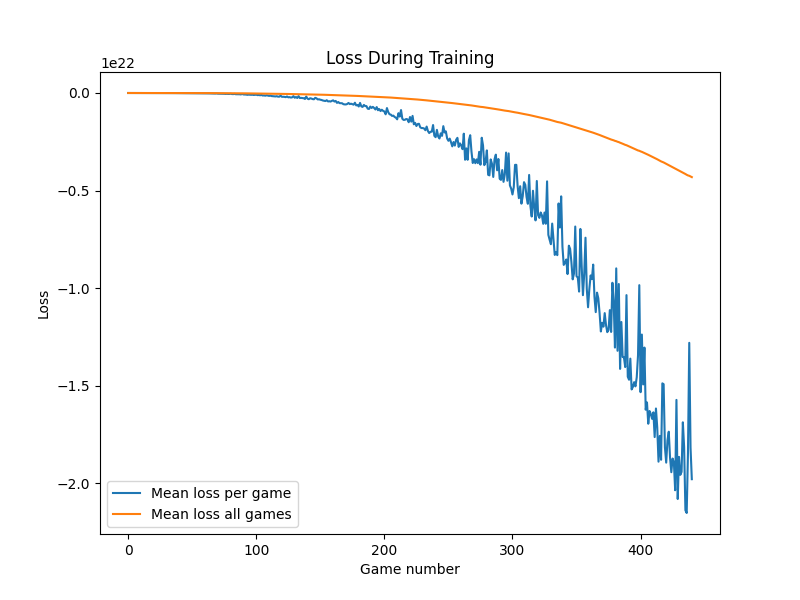 Loss During Training
1e22
0.0
−0.5
−1.0
−1.5
−2.0
Loss
0 100 200 300 400
Game number
Mean loss per game
Mean loss all games